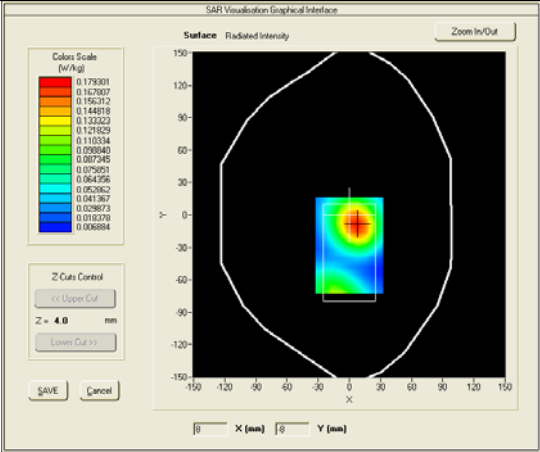 SAR Visualisation Graphical Interface
Surface Radiated Intensity
Zoom In/Out
Colors Scale
(W/kg)
0.179301
0.167807
0.156312
0.144818
0.133323
0.121829
0.110334
0.098840
0.087345
0.075851
0.064356
0.052862
0.041367
0.029873
0.018378
0.006884
Z-Cuts Control
<< Upper Cut
Z = 4.0 mm
Lower Cut >>
SAVE Cancel
150
120
90
60
30
0
-30
-60
-90
-120
-150
Y
-150 -120 -90 -60 -30 0 30 60 90 120 150
X
8 X (mm) -8 Y (mm)